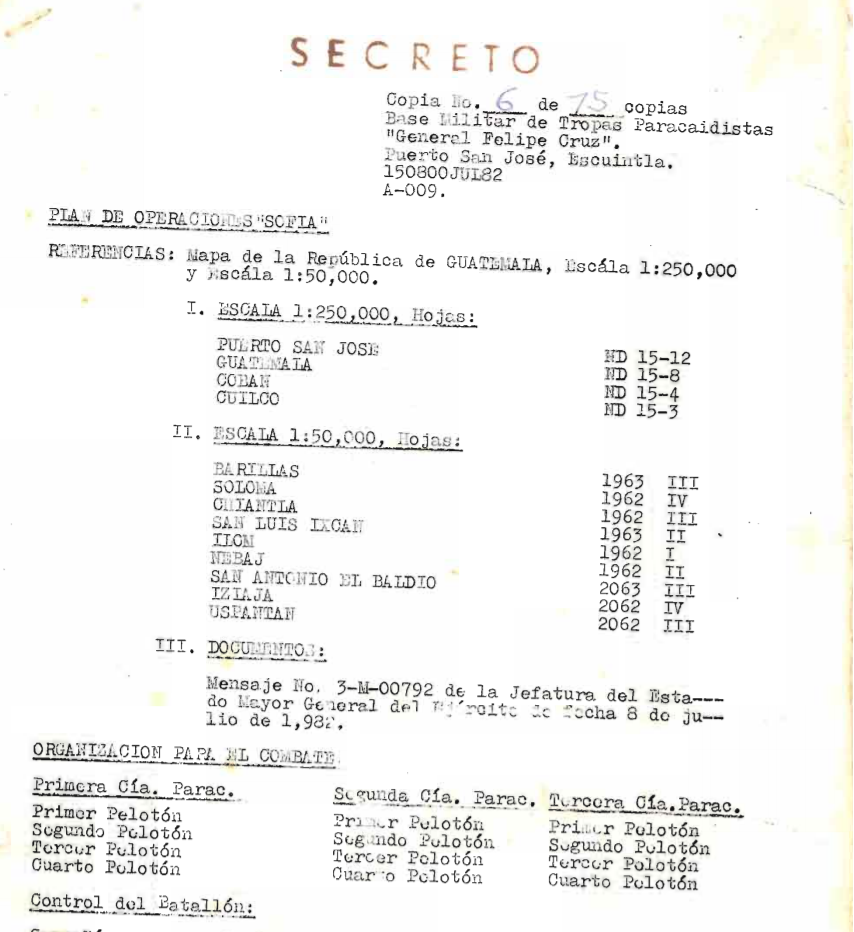 SECRETO
Copia No. 6 de 15 copias
Base Militar de Tropas Paracaidistas
"General Felipe Cruz".
Puerto San José, Escuintla.
150800JUL82
A-009.
PLAN DE OPERACIONES "SOFIA"
REFERENCIAS: Mapa de la República de GUATEMALA, Escála 1:250,000
y Escála 1:50,000.
I. ESCALA 1:250,000, Hojas:
PUERTO SAN JOSE ND 15-12
GUATEMALA ND 15-8
COBAN ND 15-4
CUILCO ND 15-3
II. ESCALA 1:50,000, Hojas:
BARILLAS 1963 III
SOLOMA 1962 IV
CHIANTLA 1962 III
SAN LUIS IXCAN 1963 II
ILOM 1962 I
NEBAJ 1962 II
SAN ANTONIO EL BALDIO 2063 III
IZIAJA 2062 IV
USPANTAN 2062 III
III. DOCUMENTOS:
Mensaje No. 3-M-00792 de la Jefatura del Esta---
do Mayor General del Ejército de fecha 8 de ju--
lio de 1,982.
ORGANIZACION PAPA EL COMBATE
Primera Cía. Parac. Segunda Cía. Parac. Tercera Cía.Parac.
Primer Pelotón Primer Pelotón Primer Pelotón
Segundo Pelotón Segundo Pelotón Segundo Pelotón
Tercer Pelotón Tercer Pelotón Tercer Pelotón
Cuarto Pelotón Cuarto Pelotón Cuarto Pelotón
Control del Batallón: